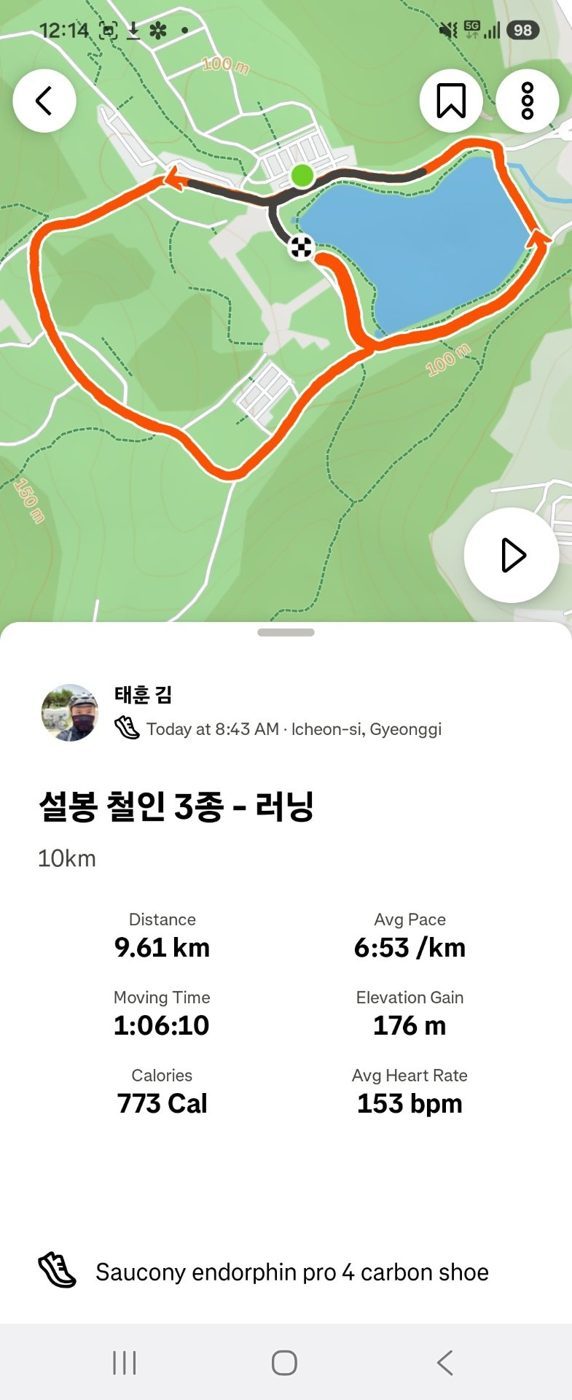 12:14
5G
98
100 m
100 m
150 m
태훈 김
Today at 8:43 AM · Icheon-si, Gyeonggi
설봉 철인 3종 - 러닝
10km
Distance
Avg Pace
9.61 km
6:53 /km
Moving Time
Elevation Gain
1:06:10
176 m
Calories
Avg Heart Rate
773 Cal
153 bpm
Saucony endorphin pro 4 carbon shoe